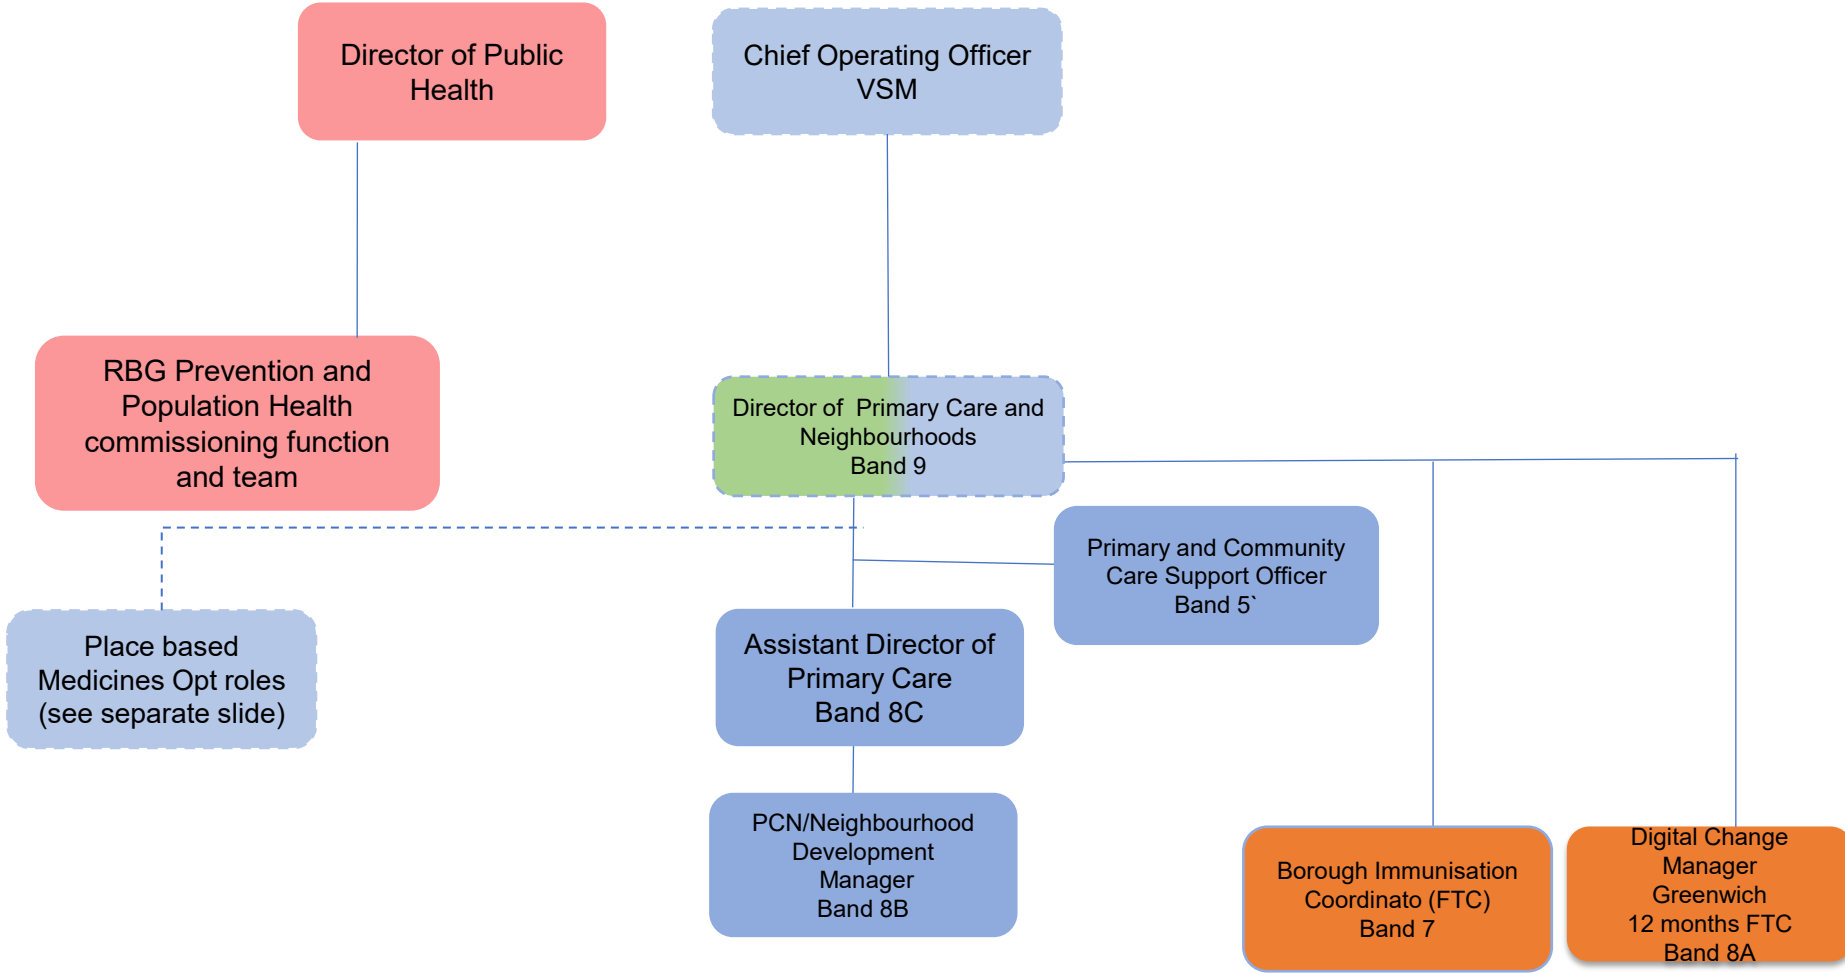 Director of Public
Health
Chief Operating Officer
VSM
RBG Prevention and
Population Health
commissioning function
and team
Director of  Primary Care and
Neighbourhoods
Band 9
Primary and Community
Care Support Officer
Band 5`
Place based
Medicines Opt roles
(see separate slide)
Assistant Director of
Primary Care
Band 8C
PCN/Neighbourhood
Development
Manager
Band 8B
Borough Immunisation
Coordinato (FTC)
Band 7
Digital Change
Manager
Greenwich
12 months FTC
Band 8A